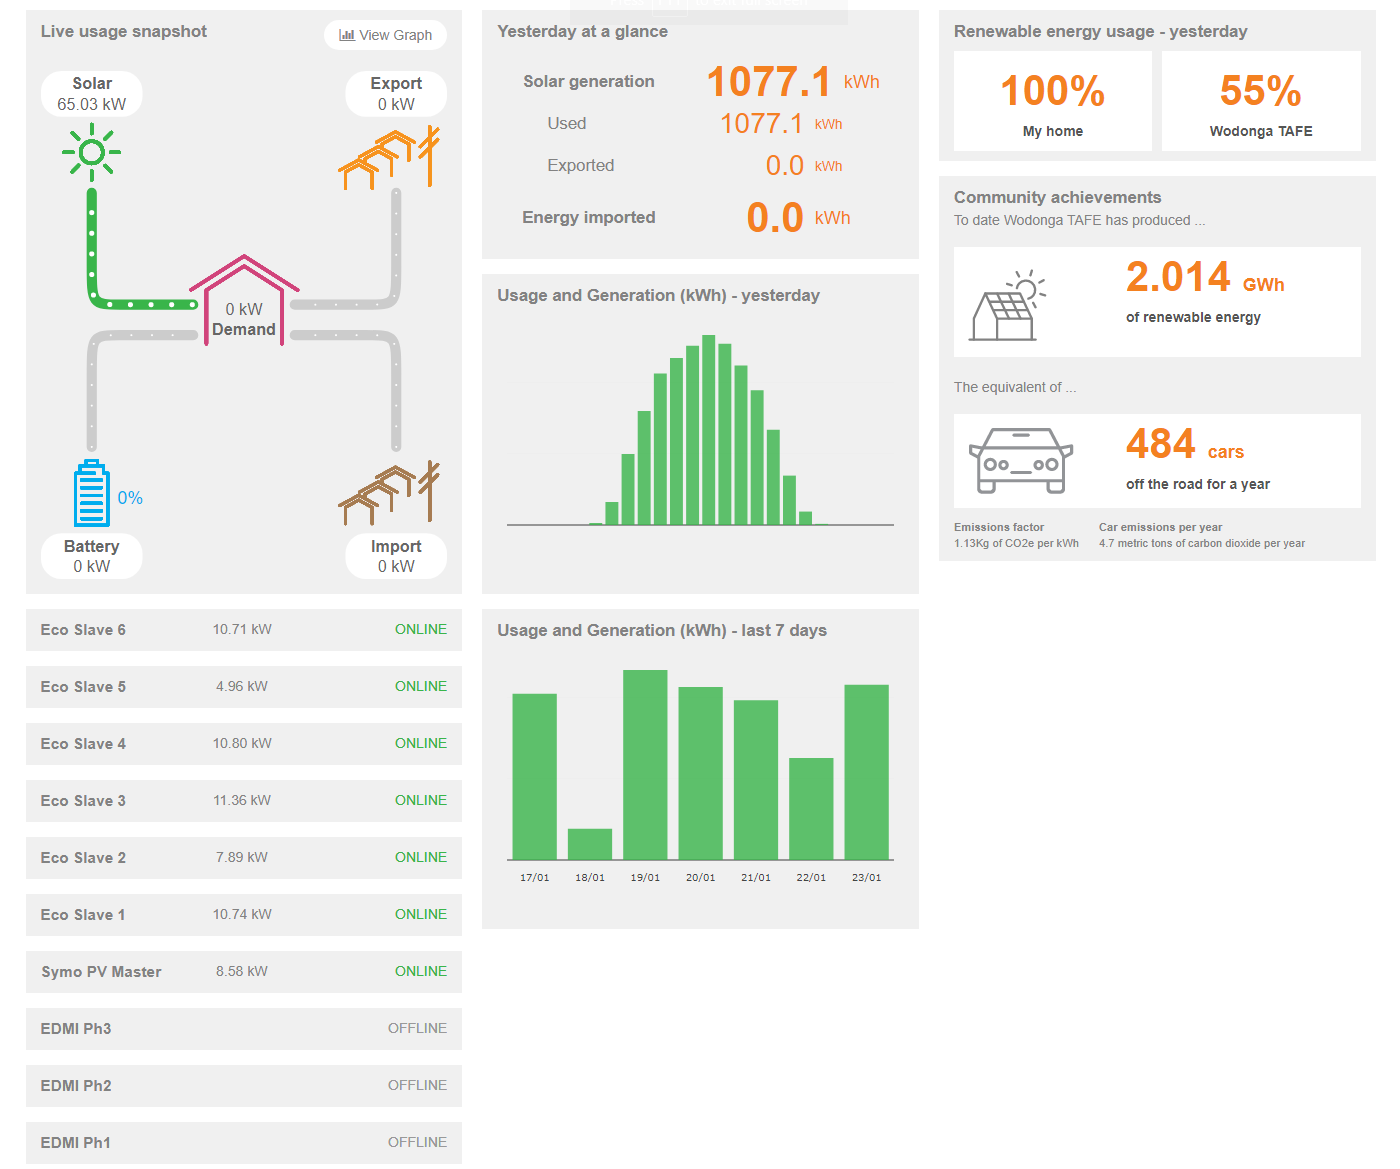 Live usage snapshot
View Graph
Solar
65.03 kW
Export
0 kW
0 kW
Demand
0%
Battery
0 kW
Import
0 kW
Eco Slave 6 10.71 kW ONLINE
Eco Slave 5 4.96 kW ONLINE
Eco Slave 4 10.80 kW ONLINE
Eco Slave 3 11.36 kW ONLINE
Eco Slave 2 7.89 kW ONLINE
Eco Slave 1 10.74 kW ONLINE
Symo PV Master 8.58 kW ONLINE
EDMI Ph3 OFFLINE
EDMI Ph2 OFFLINE
EDMI Ph1 OFFLINE
Yesterday at a glance
Solar generation 1077.1 kWh
Used 1077.1 kWh
Exported 0.0 kWh
Energy imported 0.0 kWh
Usage and Generation (kWh) - yesterday
Usage and Generation (kWh) - last 7 days
17/01 18/01 19/01 20/01 21/01 22/01 23/01
Renewable energy usage - yesterday
100%
My home
55%
Wodonga TAFE
Community achievements
To date Wodonga TAFE has produced ...
2.014 GWh
of renewable energy
The equivalent of ...
484 cars
off the road for a year
Emissions factor
1.13Kg of CO2e per kWh
Car emissions per year
4.7 metric tons of carbon dioxide per year